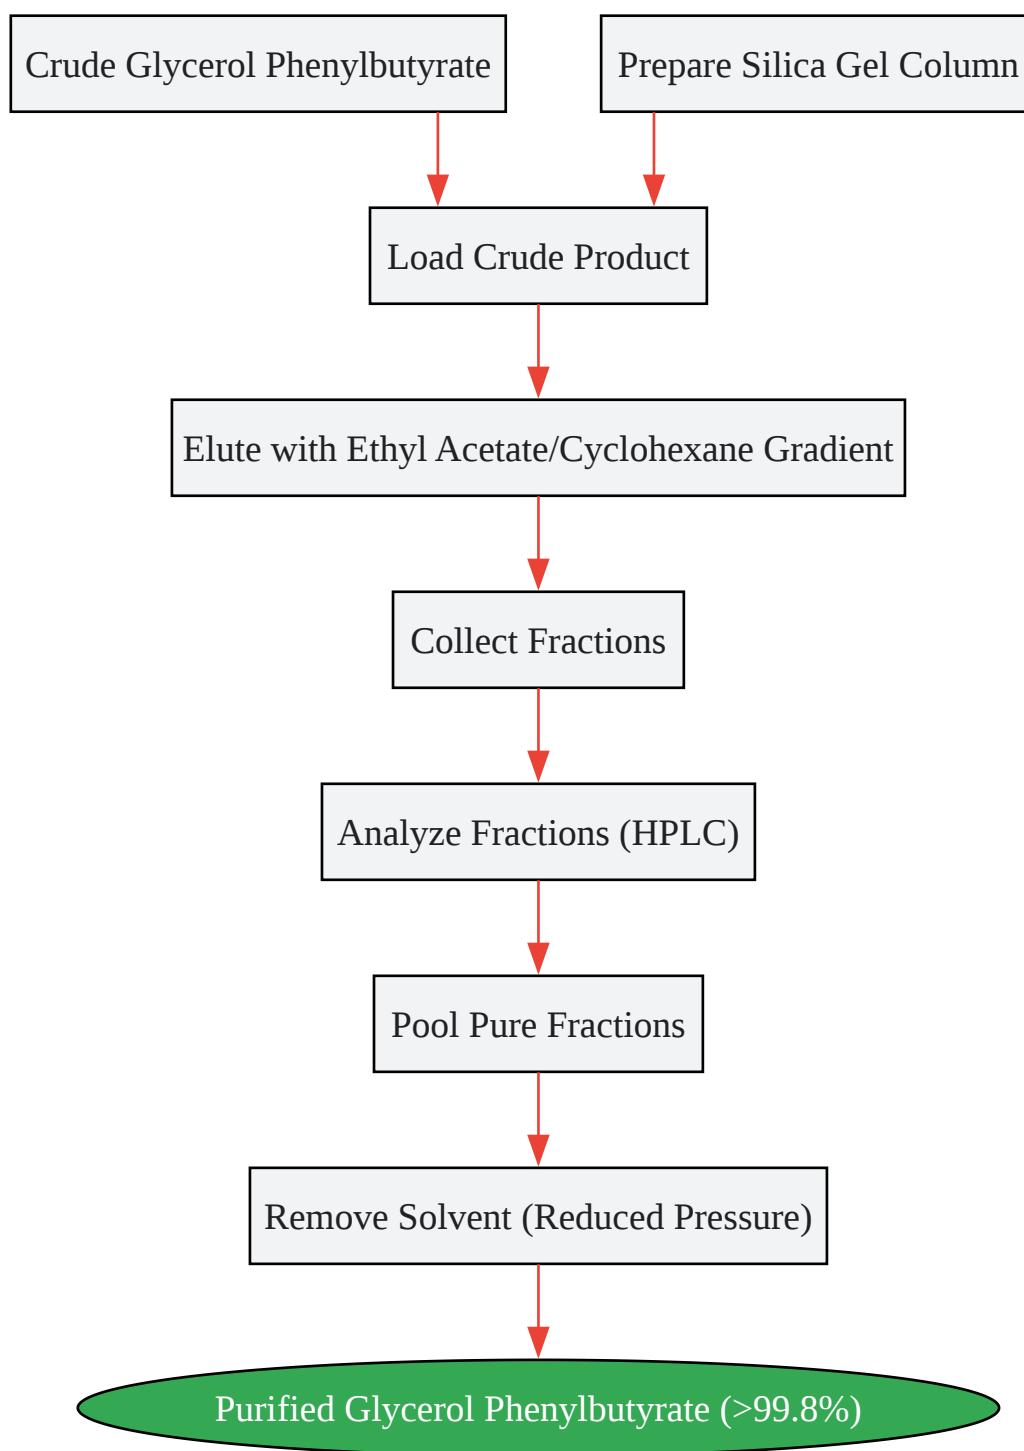 Crude Glycerol Phenylbutyrate
Prepare Silica Gel Column
Load Crude Product
Elute with Ethyl Acetate/Cyclohexane Gradient
Collect Fractions
Analyze Fractions (HPLC)
Pool Pure Fractions
Remove Solvent (Reduced Pressure)
Purified Glycerol Phenylbutyrate (>99.8%)